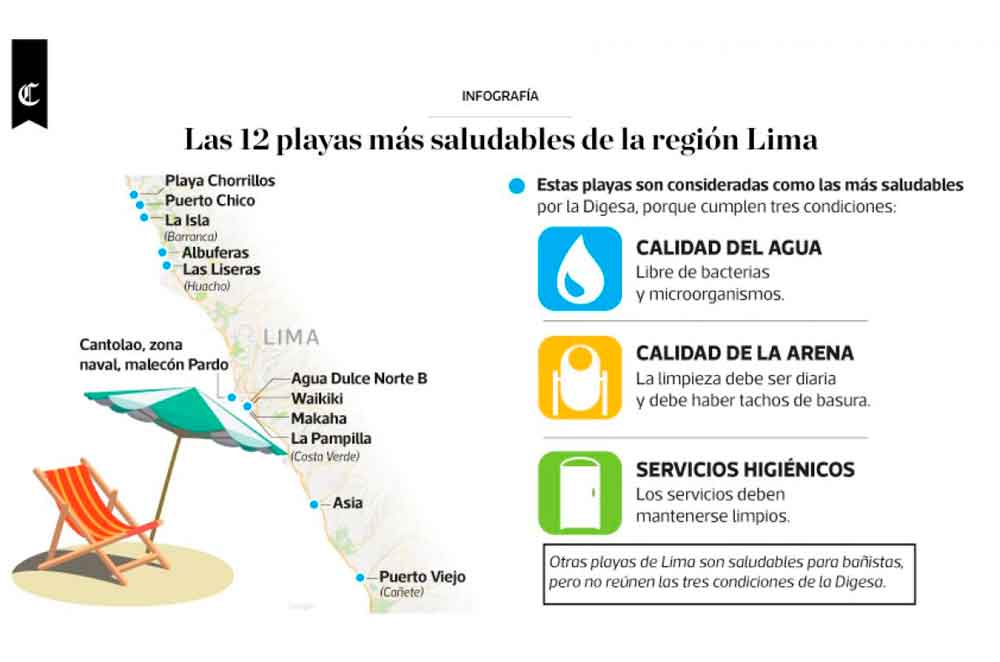 C
INFOGRAFÍA
Las 12 playas más saludables de la región Lima
Playa Chorrillos
Puerto Chico
La Isla
(Barranca)
Albuferas
Las Liseras
(Huacho)
LIMA
Cantolao, zona
naval, malecón Pardo
Agua Dulce Norte B
Waikiki
Makaha
La Pampilla
(Costa Verde)
Asia
Puerto Viejo
(Cañete)
Estas playas son consideradas como las más saludables
por la Digesa, porque cumplen tres condiciones:
CALIDAD DEL AGUA
Libre de bacterias
y microorganismos.
CALIDAD DE LA ARENA
La limpieza debe ser diaria
y debe haber tachos de basura.
SERVICIOS HIGIÉNICOS
Los servicios deben
mantenerse limpios.
Otras playas de Lima son saludables para bañistas,
pero no reúnen las tres condiciones de la Digesa.